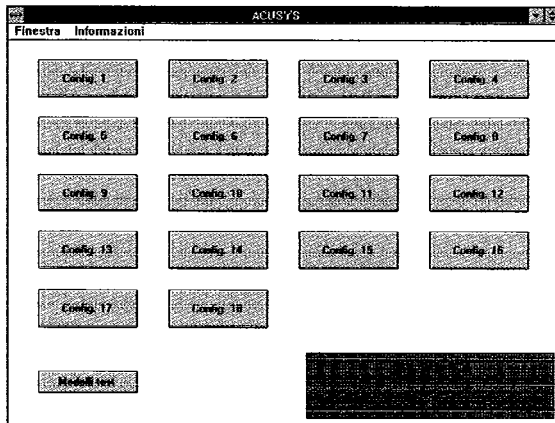 ACUSYS
Finestra Informazioni
Config. 1 Config. 2 Config. 3 Config. 4
Config. 5 Config. 6 Config. 7 Config. 8
Config. 9 Config. 10 Config. 11 Config. 12
Config. 13 Config. 14 Config. 15 Config. 16
Config. 17 Config. 18
Modelli test